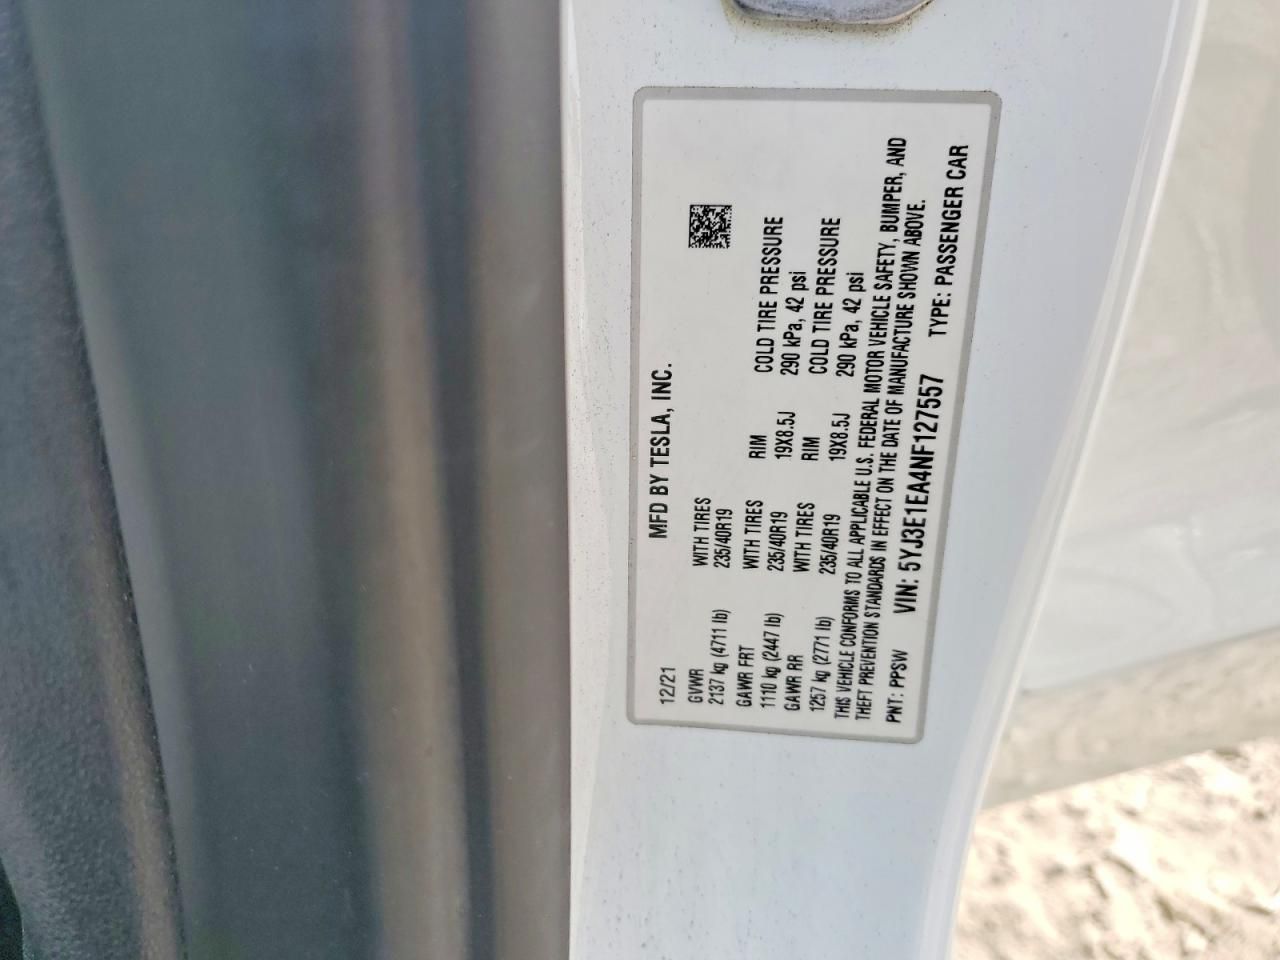 MFD BY TESLA, INC.
12/21
GVWR WITH TIRES
2137 kg (4711 lb) 235/40R19
GAWR FRT WITH TIRES RIM COLD TIRE PRESSURE
1110 kg (2447 lb) 235/40R19 19X8.5J 290 kPa, 42 psi
GAWR RR WITH TIRES RIM COLD TIRE PRESSURE
1257 kg (2771 lb) 235/40R19 19X8.5J 290 kPa, 42 psi
THIS VEHICLE CONFORMS TO ALL APPLICABLE U.S. FEDERAL MOTOR VEHICLE SAFETY, BUMPER, AND
THEFT PREVENTION STANDARDS IN EFFECT ON THE DATE OF MANUFACTURE SHOWN ABOVE.
PNT: PPSW VIN: 5YJ3E1EA4NF127557 TYPE: PASSENGER CAR